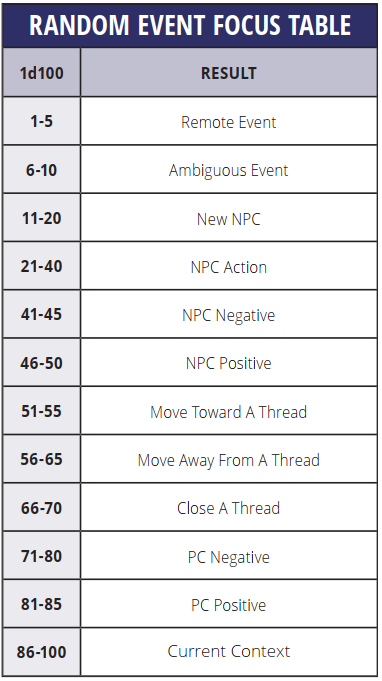 RANDOM EVENT FOCUS TABLE
1d100 RESULT
1-5 Remote Event
6-10 Ambiguous Event
11-20 New NPC
21-40 NPC Action
41-45 NPC Negative
46-50 NPC Positive
51-55 Move Toward A Thread
56-65 Move Away From A Thread
66-70 Close A Thread
71-80 PC Negative
81-85 PC Positive
86-100 Current Context